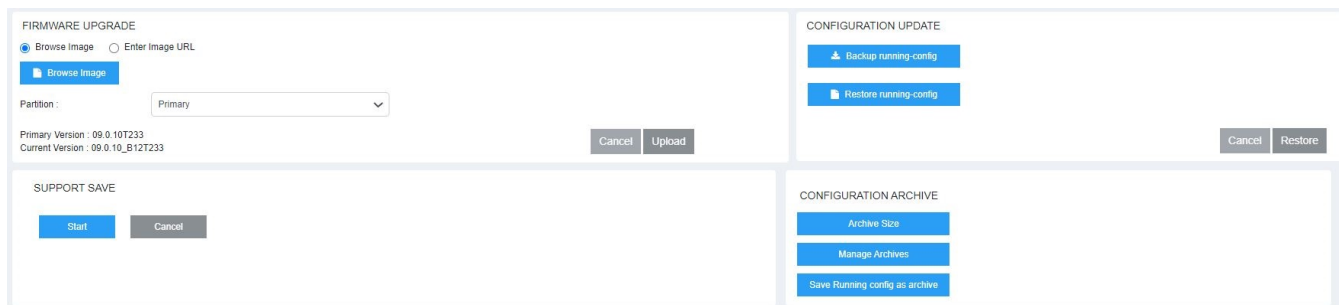 FIRMWARE UPGRADE
Browse Image Enter Image URL
Browse Image
Partition : Primary
Primary Version : 09.0.10T233
Current Version : 09.0.10_B12T233
Cancel Upload
CONFIGURATION UPDATE
Backup running-config
Restore running-config
Cancel Restore
SUPPORT SAVE
Start Cancel
CONFIGURATION ARCHIVE
Archive Size
Manage Archives
Save Running config as archive